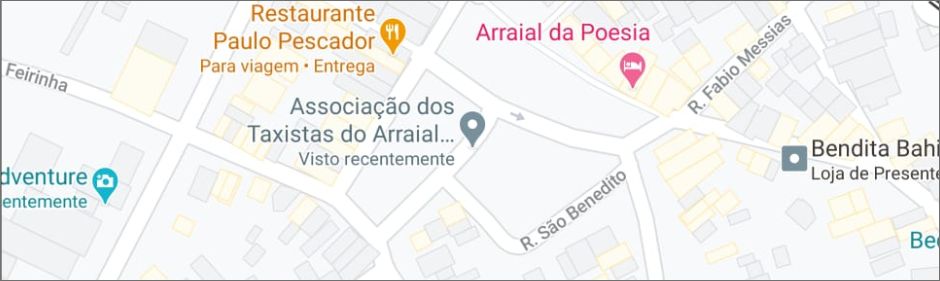 Restaurante
Paulo Pescador
Para viagem • Entrega
Arraial da Poesia
R. Fabio Messias
Feirinha
Associação dos
Taxistas do Arraial...
Visto recentemente
Bendita Bahi
Loja de Presente
dventure
entemente
R. São Benedito
Bec